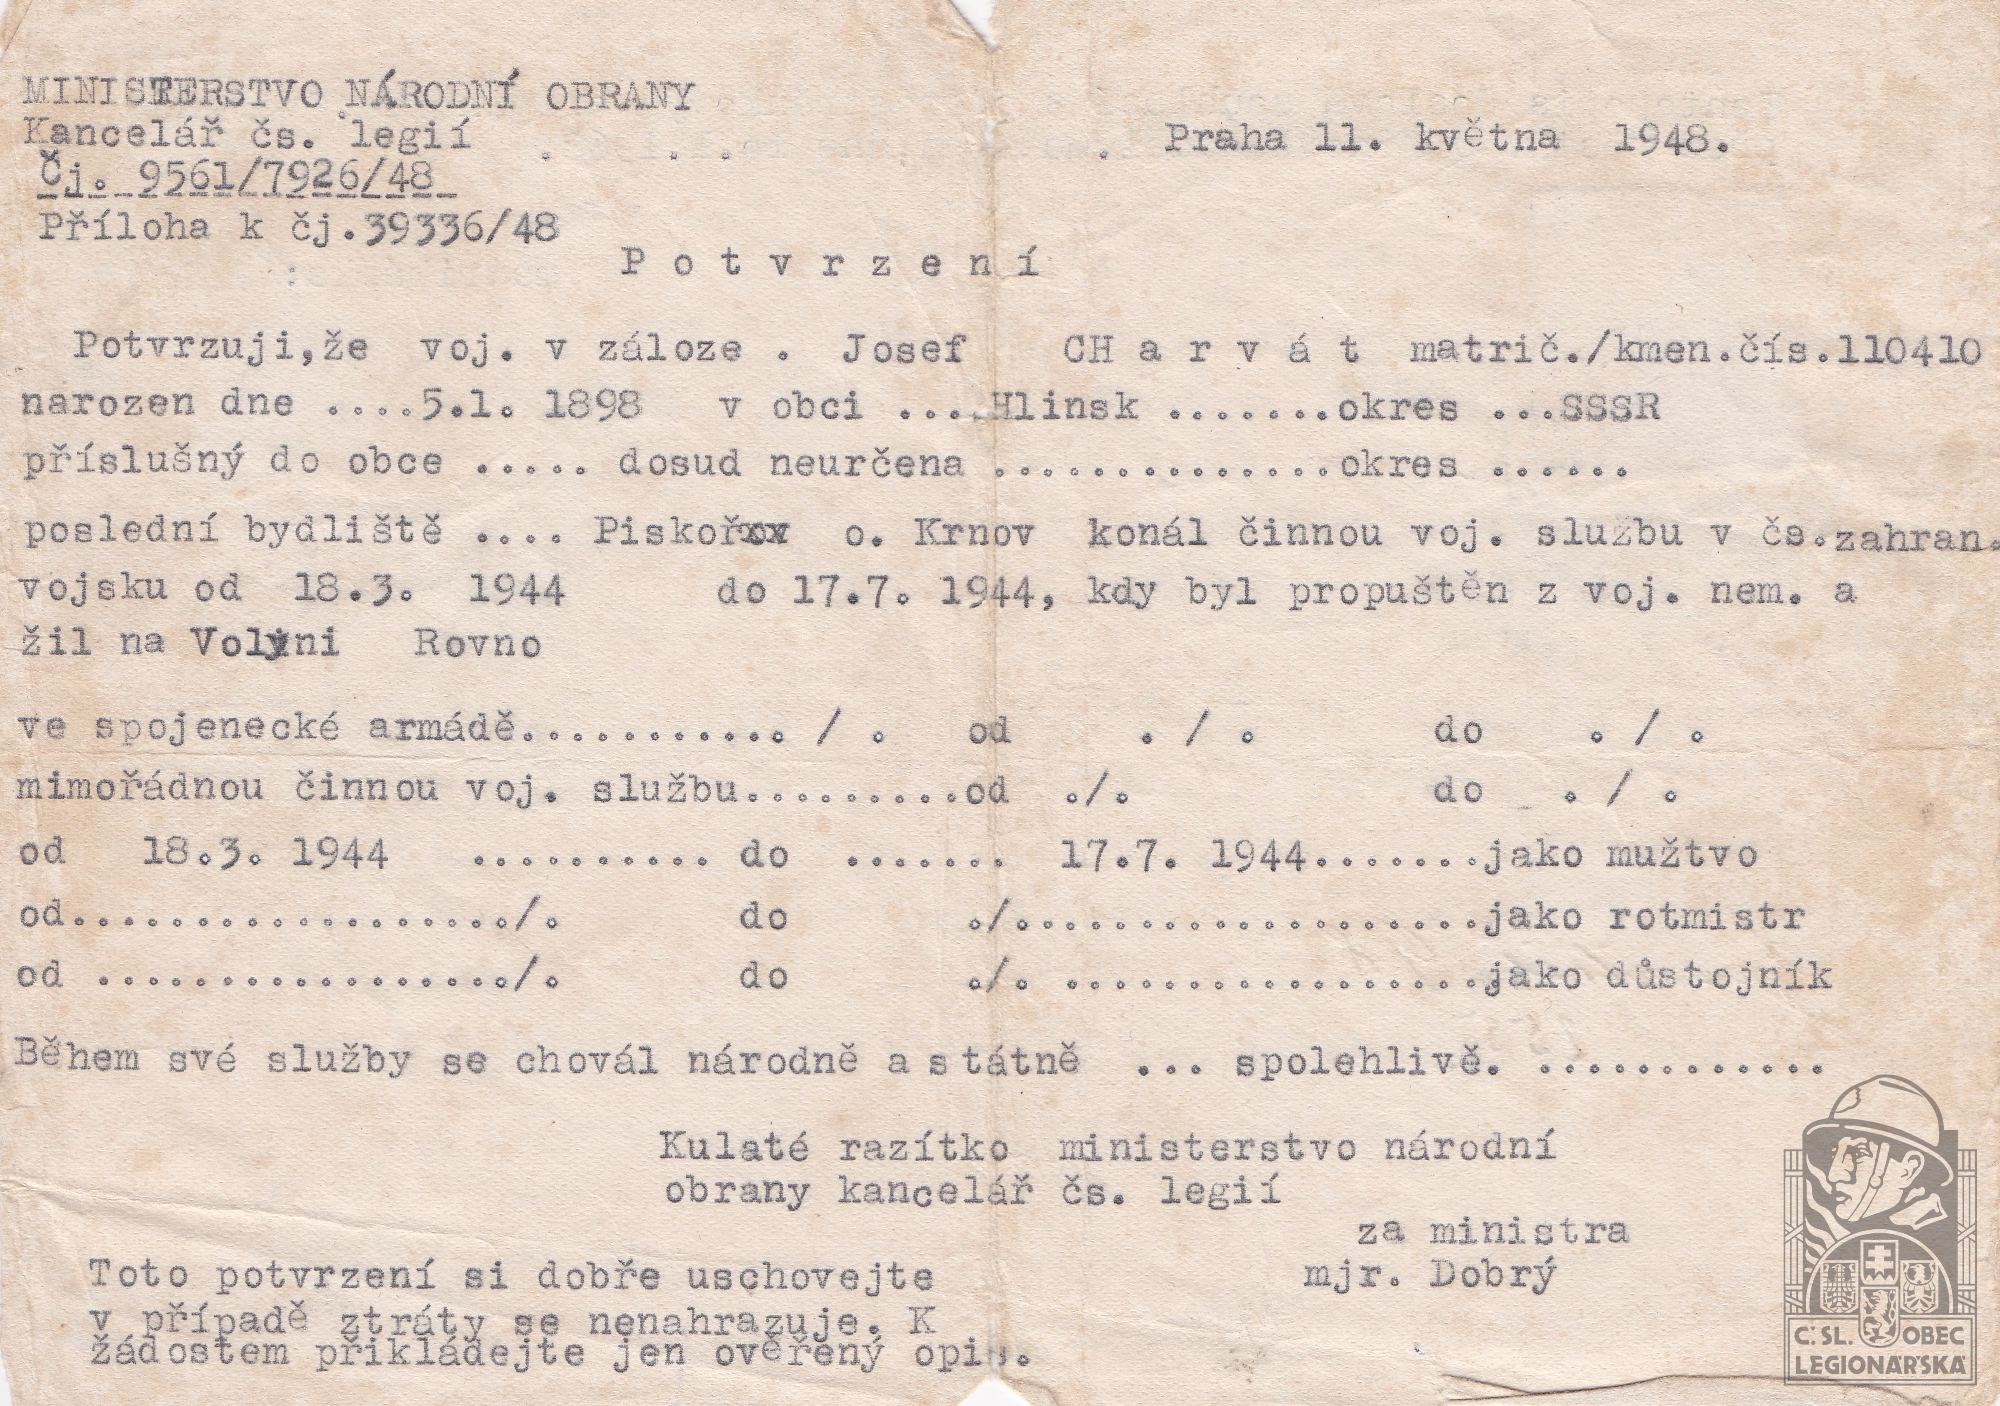 MINISTERSTVO NÁRODNÍ OBRANY
Kancelář čs. legií
Praha 11. května 1948.
Čj. 9561/7926/48
Příloha k čj.39336/48
P o t v r z e n í
Potvrzuji,že voj. v záloze . Josef CH a r v á t matrič./kmen.čís.110410
narozen dne ....5.1. 1898 v obci ....Hlinsk .......okres ...SSSR
příslušný do obce ..... dosud neurčena ..............okres ......
poslední bydliště .... Piskořov o. Krnov konál činnou voj. službu v čs.zahran.
vojsku od 18.3. 1944 do 17.7. 1944, kdy byl propuštěn z voj. nem. a
žil na Volyni Rovno
ve spojenecké armádě........... / . od . / . do . / .
mimořádnou činnou voj. službu.........od ./. do . / .
od 18.3. 1944 ........... do ....... 17.7. 1944.......jako mužtvo
od................../. do ./...................jako rotmistr
od ................./. do ./. .................jako důstojník
Během své služby se chovál národně a státně ... spolehlivě. ............
Kulaté razítko ministerstvo národní
obrany kancelář čs. legií
za ministra
mjr. Dobrý
Toto potvrzení si dobře uschovejte
v případě ztráty se nenahrazuje. K
žádostem přikládejte jen ověřený opis.
Č.SL. OBEC
LEGIONÁŘSKÁ